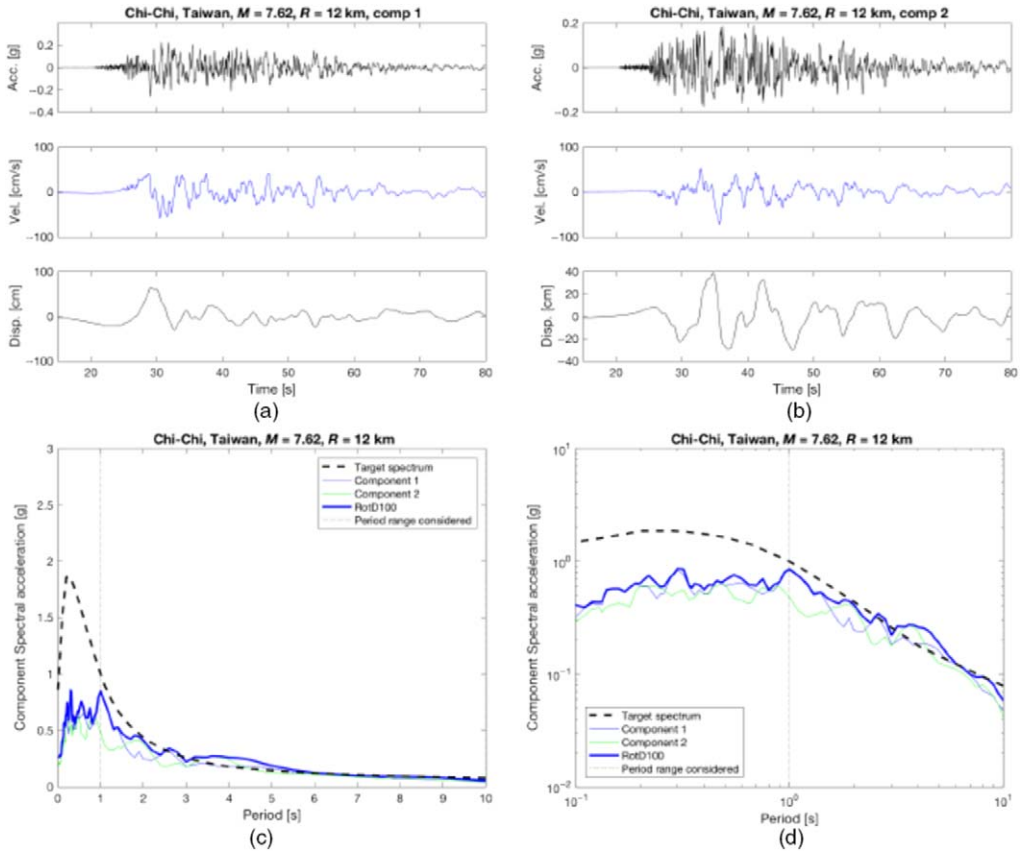 Chi-Chi, Taiwan, M = 7.62, R = 12 km, comp 1
Acc. [g]
0.2
0
−0.2
−0.4
Vel. [cm/s]
100
0
−100
Disp. [cm]
100
0
−100
20 30 40 50 60 70 80
Time [s]
(a)
Chi-Chi, Taiwan, M = 7.62, R = 12 km, comp 2
Acc. [g]
0.2
0
−0.2
Vel. [cm/s]
100
0
−100
Disp. [cm]
40
20
0
−20
−40
20 30 40 50 60 70 80
Time [s]
(b)
Chi-Chi, Taiwan, M = 7.62, R = 12 km
Component Spectral acceleration [g]
3
2.5
2
1.5
1
0.5
0
Target spectrum
Component 1
Component 2
RotD100
Period range considered
0 1 2 3 4 5 6 7 8 9 10
Period [s]
(c)
Chi-Chi, Taiwan, M = 7.62, R = 12 km
Component Spectral acceleration [g]
10¹
10⁰
10⁻¹
10⁻²
Target spectrum
Component 1
Component 2
RotD100
Period range considered
10⁻¹ 10⁰ 10¹
Period [s]
(d)